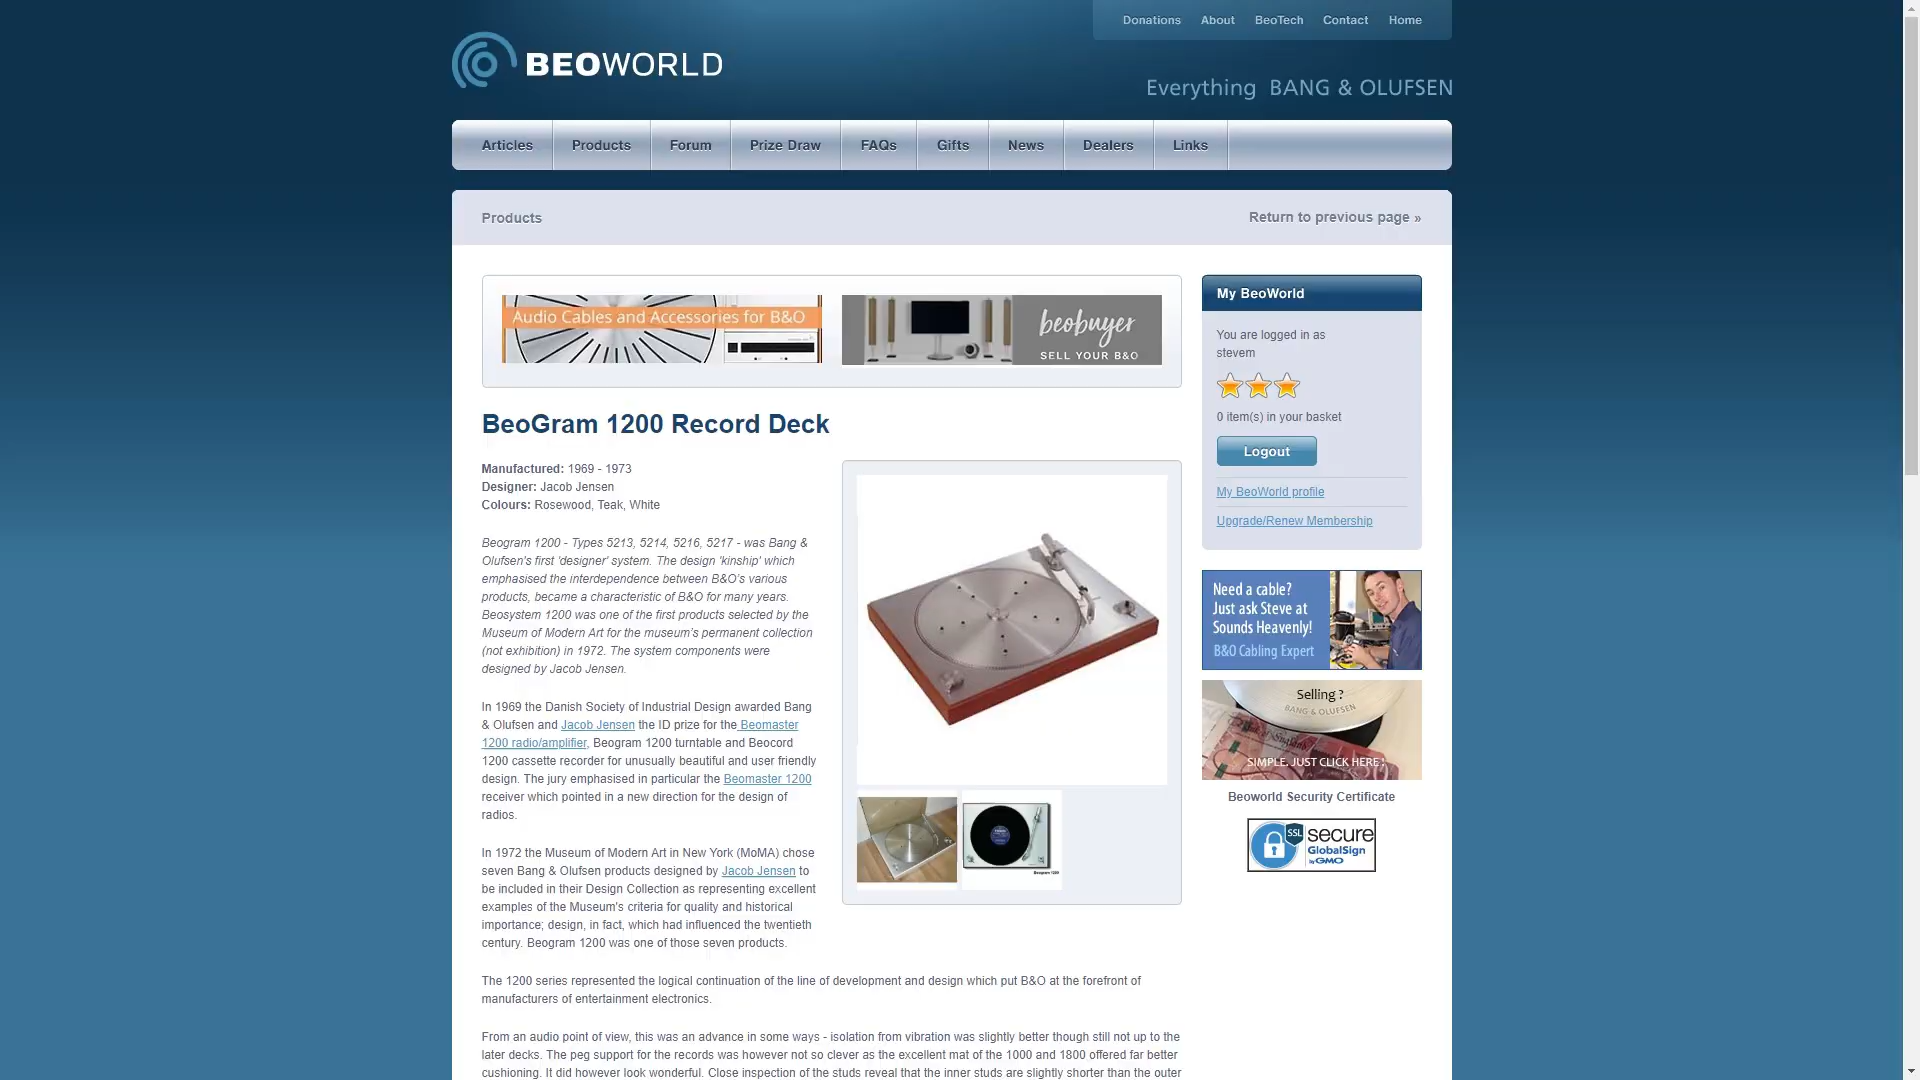 Donations About BeoTech Contact Home
BEOWORLD
Everything BANG & OLUFSEN
Articles Products Forum Prize Draw FAQs Gifts News Dealers Links
Products
Return to previous page »
Audio Cables and Accessories for B&O
beobuyer
SELL YOUR B&O
BeoGram 1200 Record Deck
Manufactured: 1969 - 1973
Designer: Jacob Jensen
Colours: Rosewood, Teak, White
Beogram 1200 - Types 5213, 5214, 5216, 5217 - was Bang &
Olufsen's first 'designer' system. The design 'kinship' which
emphasised the interdependence between B&O's various
products, became a characteristic of B&O for many years.
Beosystem 1200 was one of the first products selected by the
Museum of Modern Art for the museum's permanent collection
(not exhibition) in 1972. The system components were
designed by Jacob Jensen.
In 1969 the Danish Society of Industrial Design awarded Bang
& Olufsen and Jacob Jensen the ID prize for the Beomaster
1200 radio/amplifier, Beogram 1200 turntable and Beocord
1200 cassette recorder for unusually beautiful and user friendly
design. The jury emphasised in particular the Beomaster 1200
receiver which pointed in a new direction for the design of
radios.
In 1972 the Museum of Modern Art in New York (MoMA) chose
seven Bang & Olufsen products designed by Jacob Jensen to
be included in their Design Collection as representing excellent
examples of the Museum's criteria for quality and historical
importance; design, in fact, which had influenced the twentieth
century. Beogram 1200 was one of those seven products.
Beogram 1200
The 1200 series represented the logical continuation of the line of development and design which put B&O at the forefront of
manufacturers of entertainment electronics.
From an audio point of view, this was an advance in some ways - isolation from vibration was slightly better though still not up to the
later decks. The peg support for the records was however not so clever as the excellent mat of the 1000 and 1800 offered far better
cushioning. It did however look wonderful. Close inspection of the studs reveal that the inner studs are slightly shorter than the outer
My BeoWorld
You are logged in as
stevem
0 item(s) in your basket
Logout
My BeoWorld profile
Upgrade/Renew Membership
Need a cable?
Just ask Steve at
Sounds Heavenly!
B&O Cabling Expert
Selling ?
BANG & OLUFSEN
SIMPLE. JUST CLICK HERE !
Beoworld Security Certificate
SSL
secure
GlobalSign
by GMO